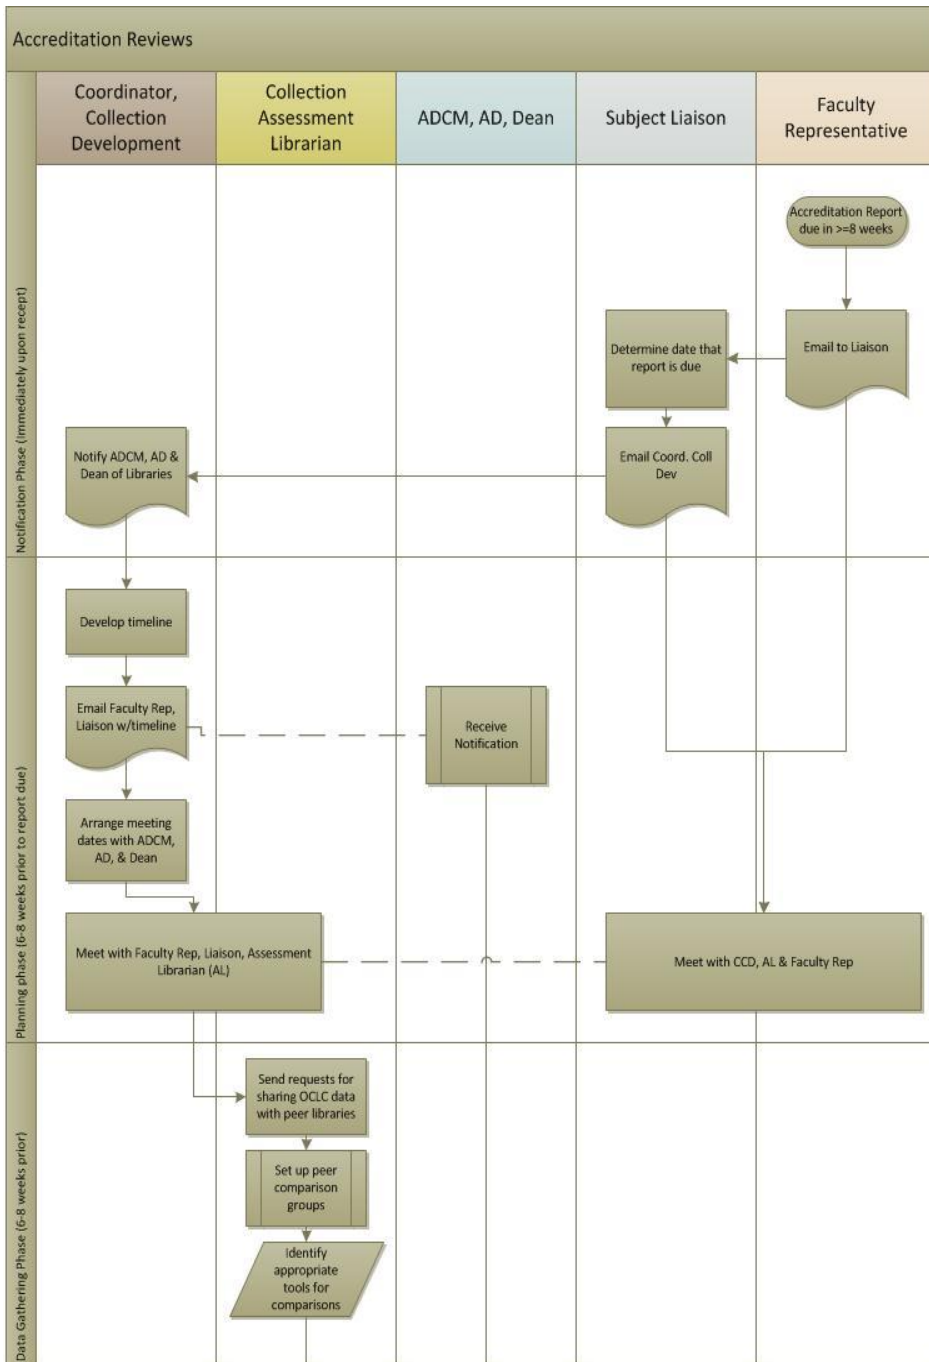 Accreditation Reviews
Coordinator,
Collection
Development
Collection
Assessment
Librarian
ADCM, AD, Dean
Subject Liaison
Faculty
Representative
Notification Phase (Immediately upon recept)
Accreditation Report
due in >=8 weeks
Email to Liaison
Determine date that
report is due
Email Coord. Coll
Dev
Notify ADCM, AD &
Dean of Libraries
Planning phase (6-8 weeks prior to report due)
Develop timeline
Email Faculty Rep,
Liaison w/timeline
Receive
Notification
Arrange meeting
dates with ADCM,
AD, & Dean
Meet with Faculty Rep, Liaison, Assessment
Librarian (AL)
Meet with CCD, AL & Faculty Rep
Data Gathering Phase (6-8 weeks prior)
Send requests for
sharing OCLC data
with peer libraries
Set up peer
comparison
groups
Identify
appropriate
tools for
comparisons